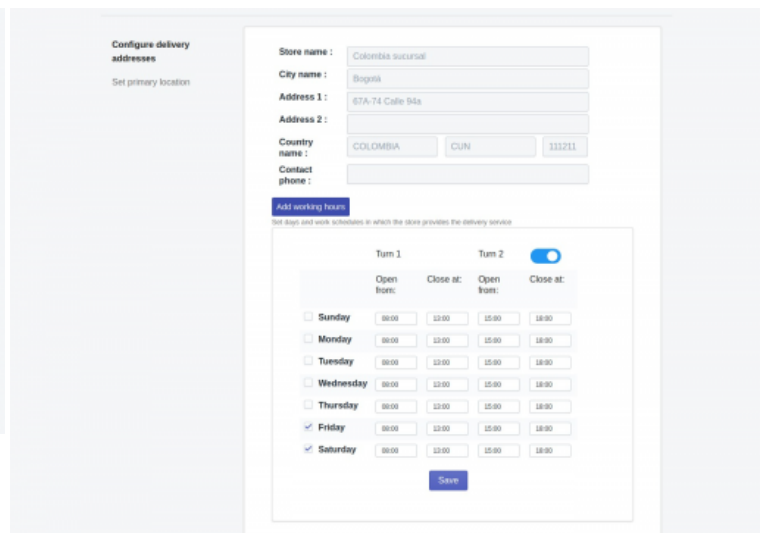 Configure delivery
addresses
Set primary location
Store name :
Colombia sucursal
City name :
Bogotá
Address 1 :
67A-74 Calle 94a
Address 2 :
Country
name :
COLOMBIA CUN 111211
Contact
phone :
Add working hours
Set days and work schedules in which the store provides the delivery service
Turn 1 Turn 2
Open
from:
Close at:
Open
from:
Close at:
Sunday 08:00 13:00 15:00 18:00
Monday 08:00 13:00 15:00 18:00
Tuesday 08:00 13:00 15:00 18:00
Wednesday 08:00 13:00 15:00 18:00
Thursday 08:00 13:00 15:00 18:00
Friday 08:00 13:00 15:00 18:00
Saturday 08:00 13:00 15:00 18:00
Save